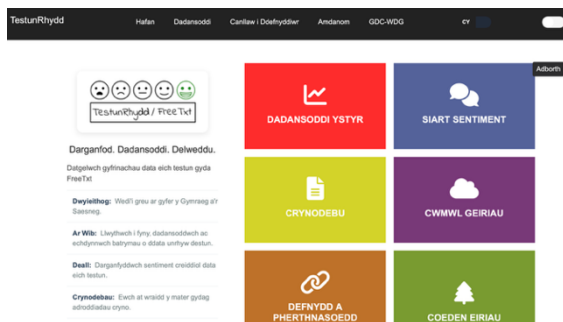 TestunRhydd
Hafan
Dadansoddi
Canllaw i Ddefnyddiwr
Amdanom
GDC-WDG
CY
Adborth
TestunRhydd / FreeTxt
Darganfod. Dadansoddi. Delweddu.
Datgelwch gyfrinachau data eich testun gyda
FreeTxt
Dwyieithog: Wedi'i greu ar gyfer y Gymraeg a'r
Saesneg.
Ar Wib: Llwythwch i fyny, dadansoddwch ac
echdynnwch batrymau o ddata unrhyw destun.
Deall: Darganfyddwch sentiment creiddiol data
eich testun.
Crynodebau: Ewch at wraidd y mater gydag
adroddiadau cryno.
DADANSODDI YSTYR
SIART SENTIMENT
CRYNODEBU
CWMWL GEIRIAU
DEFNYDD A
PHERTHNASOEDD
COEDEN EIRIAU